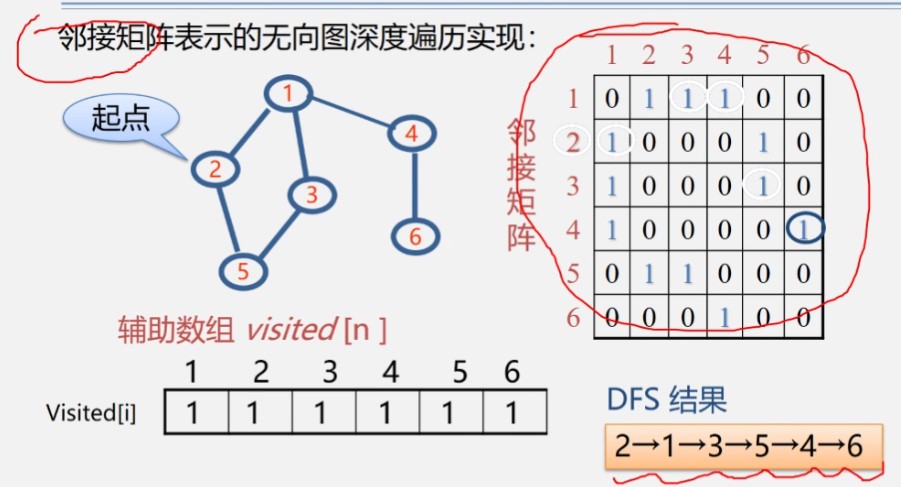 邻接矩阵表示的无向图深度遍历实现：
起点
1
2
3
4
5
6
邻接矩阵
1 2 3 4 5 6
1 0 1 1 1 0 0
2 1 0 0 0 1 0
3 1 0 0 0 1 0
4 1 0 0 0 0 1
5 0 1 1 0 0 0
6 0 0 0 1 0 0
辅助数组 visited [n ]
1 2 3 4 5 6
Visited[i] 1 1 1 1 1 1
DFS 结果
2→1→3→5→4→6